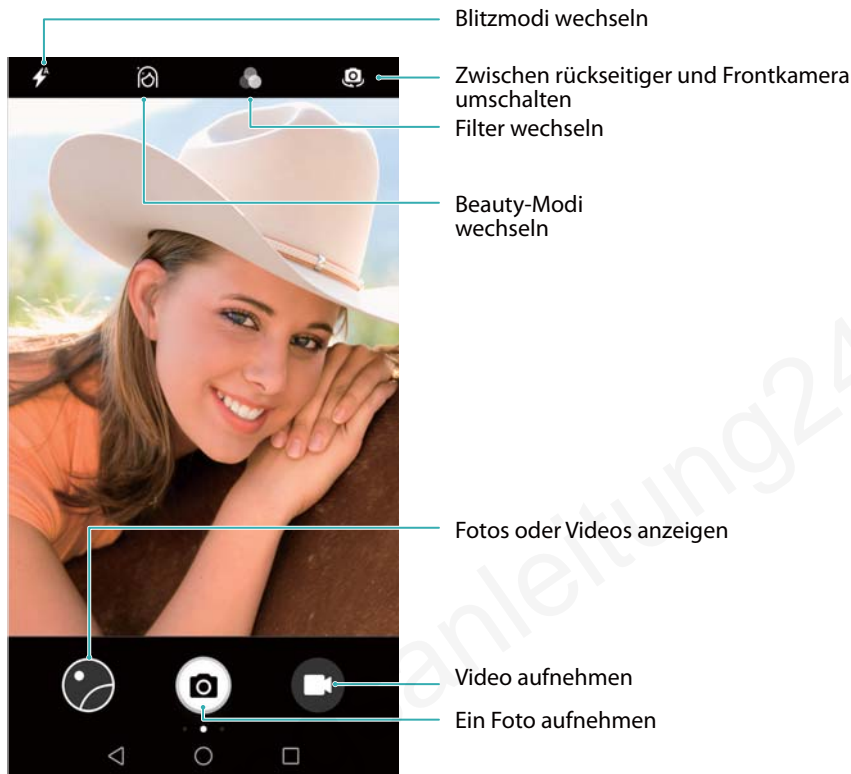 Blitzmodi wechseln
A
Zwischen rückseitiger und Frontkamera
umschalten
Filter wechseln
Beauty-Modi
wechseln
Fotos oder Videos anzeigen
Video aufnehmen
Ein Foto aufnehmen
anleitung24